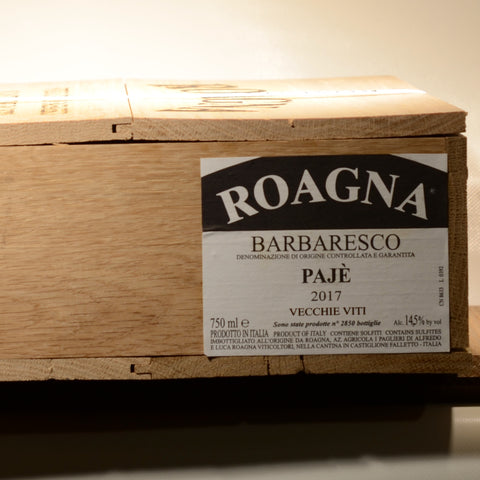 ROAGNA
BARBARESCO
DENOMINAZIONE DI ORIGINE CONTROLLATA E GARANTITA
PAJÈ
2017
VECCHIE VITI
750 ml e Sono state prodotte n° 2850 bottiglie Alc. 14,5% by vol
PRODOTTO IN ITALIA PRODUCT OF ITALY CONTIENE SOLFITI CONTAINS SULFITES
IMBOTTIGLIATO ALL'ORIGINE DA ROAGNA, AZ. AGRICOLA I PAGLIERI DI ALFREDO
E LUCA ROAGNA VITICOLTORI, NELLA CANTINA IN CASTIGLIONE FALLETTO - ITALIA